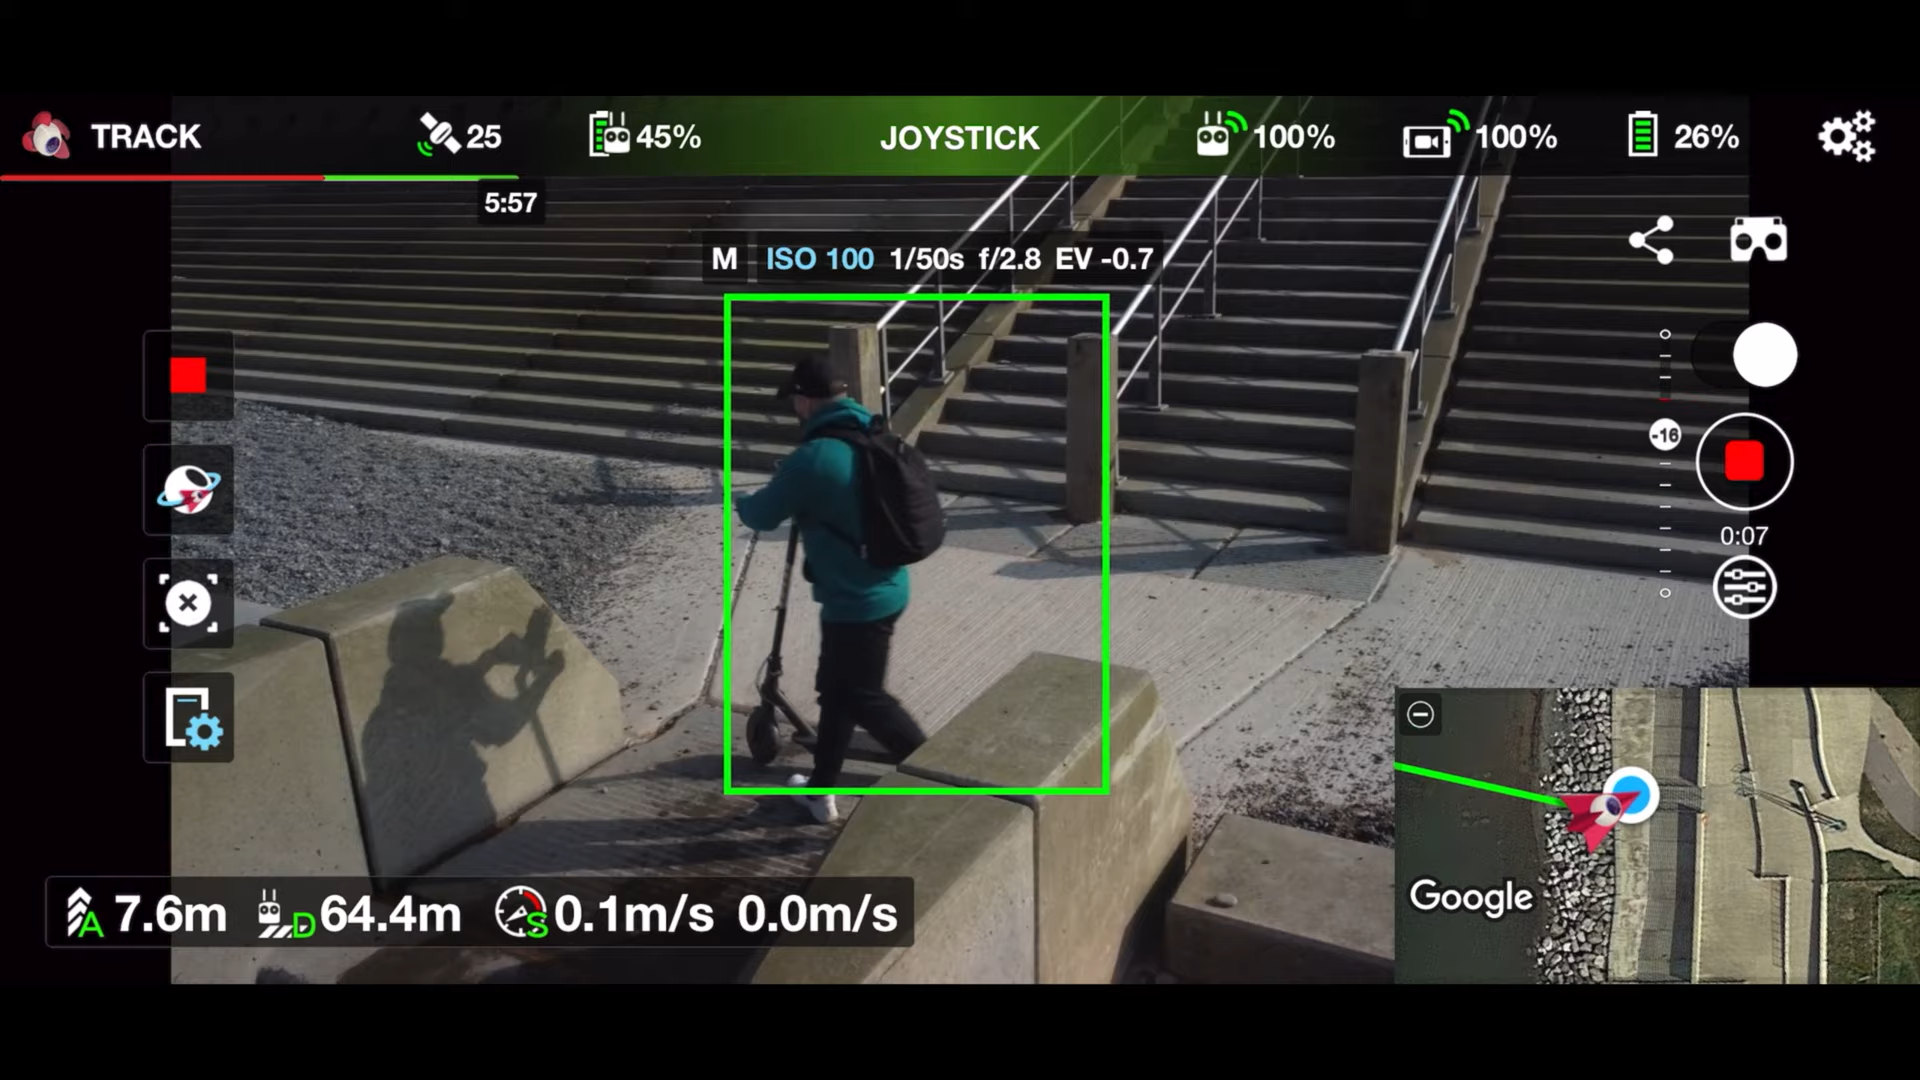 TRACK
25
45%
JOYSTICK
100%
100%
26%
5:57
M ISO 100 1/50s f/2.8 EV -0.7
-16
0:07
A 7.6m D 64.4m S 0.1m/s 0.0m/s
Google